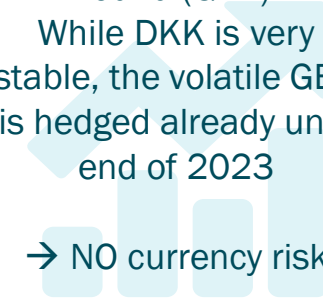 While DKK is very
stable, the volatile
is hedged already
end of 2023
→ NO currency risk